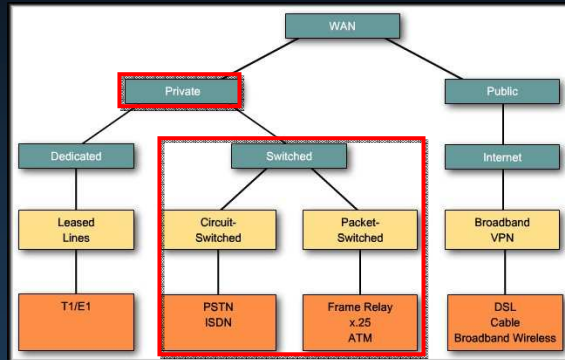 WAN
Private
Public
Dedicated
Switched
Internet
Leased
Lines
Circuit-
Switched
Packet-
Switched
Broadband
VPN
T1/E1
PSTN
ISDN
Frame Relay
x.25
ATM
DSL
Cable
Broadband Wireless